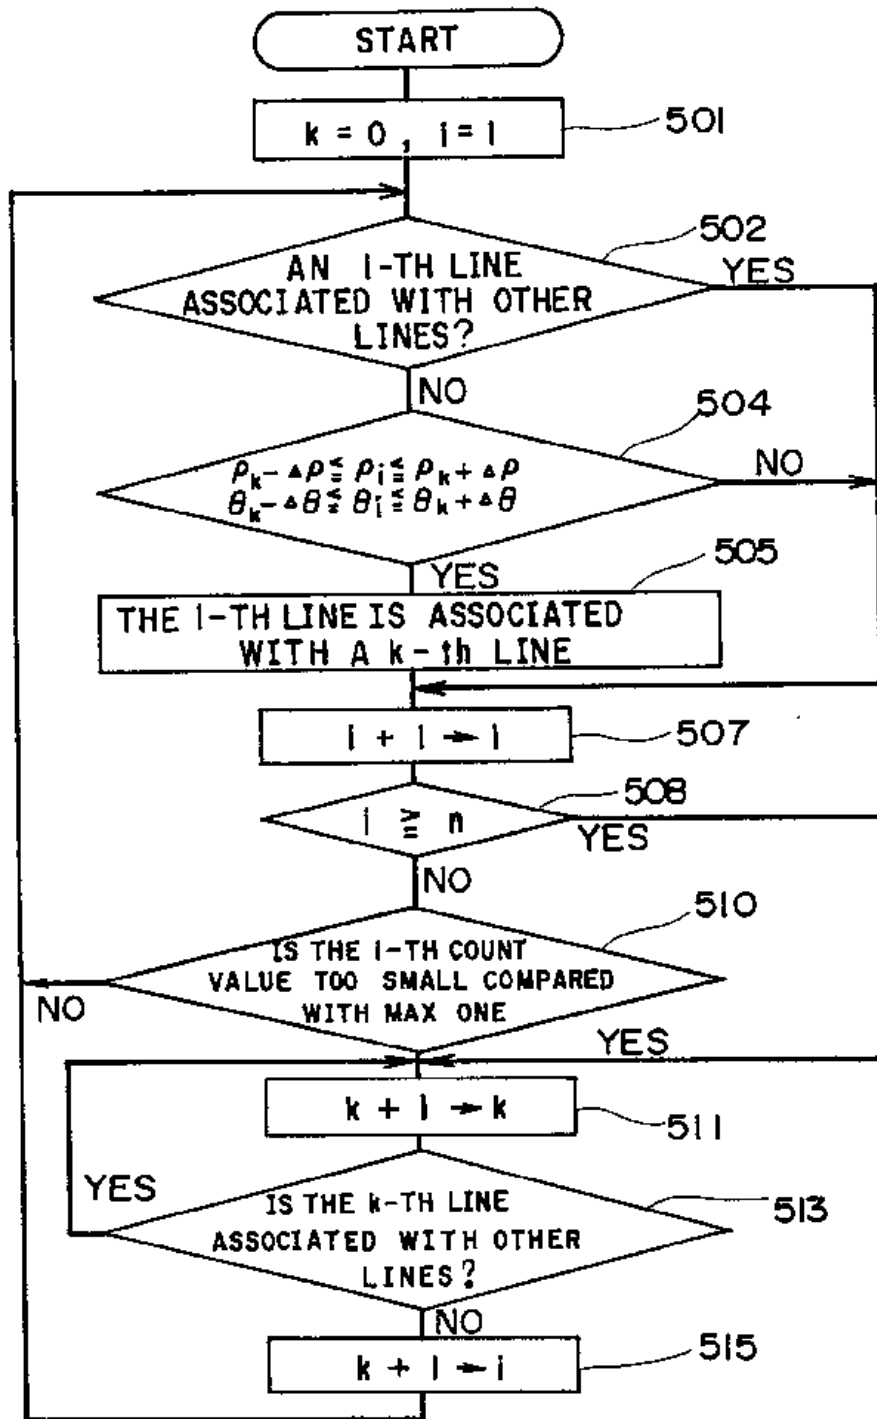 START
k = 0 , i = 1
501
502
AN i-TH LINE
ASSOCIATED WITH OTHER
LINES?
YES
NO
504
ρk - Δρ ≦ ρi ≦ ρk + Δρ
θk - Δθ ≦ θi ≦ θk + Δθ
NO
YES
505
THE i-TH LINE IS ASSOCIATED
WITH A k-th LINE
i + 1 → i
507
508
i ≧ n
YES
NO
510
IS THE i-TH COUNT
VALUE TOO SMALL COMPARED
WITH MAX ONE
NO
YES
k + 1 → k
511
YES
513
IS THE k-TH LINE
ASSOCIATED WITH OTHER
LINES?
NO
k + 1 → i
515